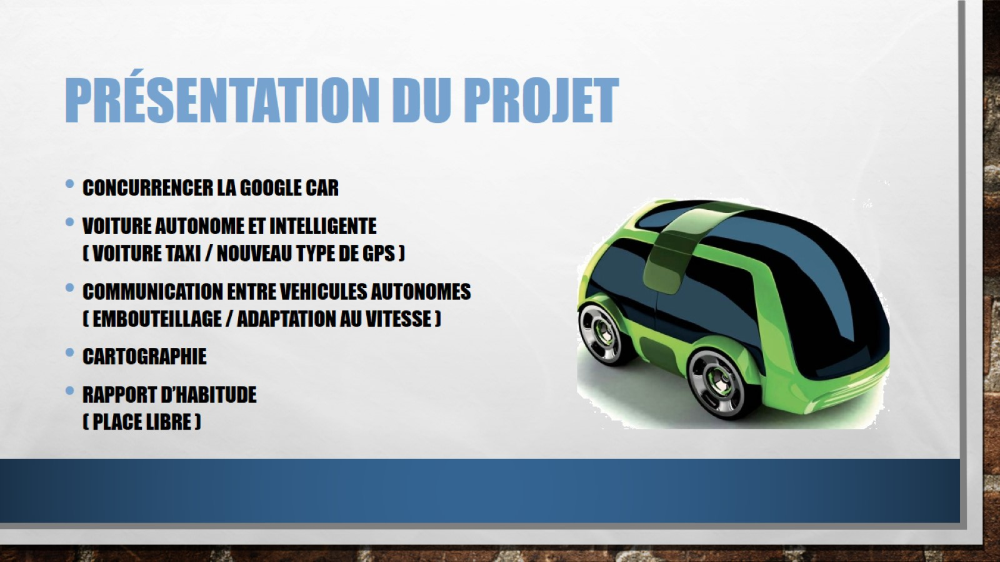 PRÉSENTATION DU PROJET
• CONCURRENCER LA GOOGLE CAR
• VOITURE AUTONOME ET INTELLIGENTE
( VOITURE TAXI / NOUVEAU TYPE DE GPS )
• COMMUNICATION ENTRE VEHICULES AUTONOMES
( EMBOUTEILLAGE / ADAPTATION AU VITESSE )
• CARTOGRAPHIE
• RAPPORT D'HABITUDE
( PLACE LIBRE )